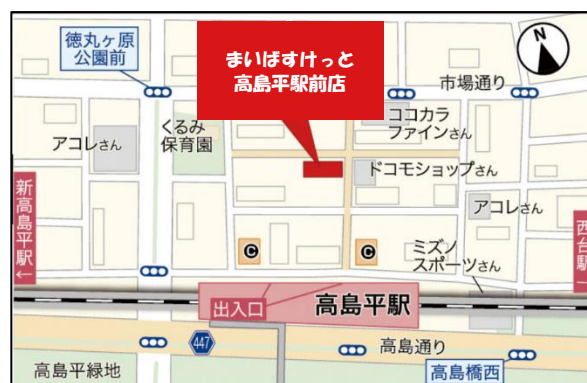 まいばすけっと
高島平駅前店
徳丸ヶ原
公園前
N
市場通り
ココカラ
ファインさん
くるみ
保育園
アコレさん
ドコモショップさん
アコレさん
新高島平駅←
西台駅→
C
C
ミズノ
スポーツさん
出入口
高島平駅
447
高島通り
高島平緑地
高島橋西